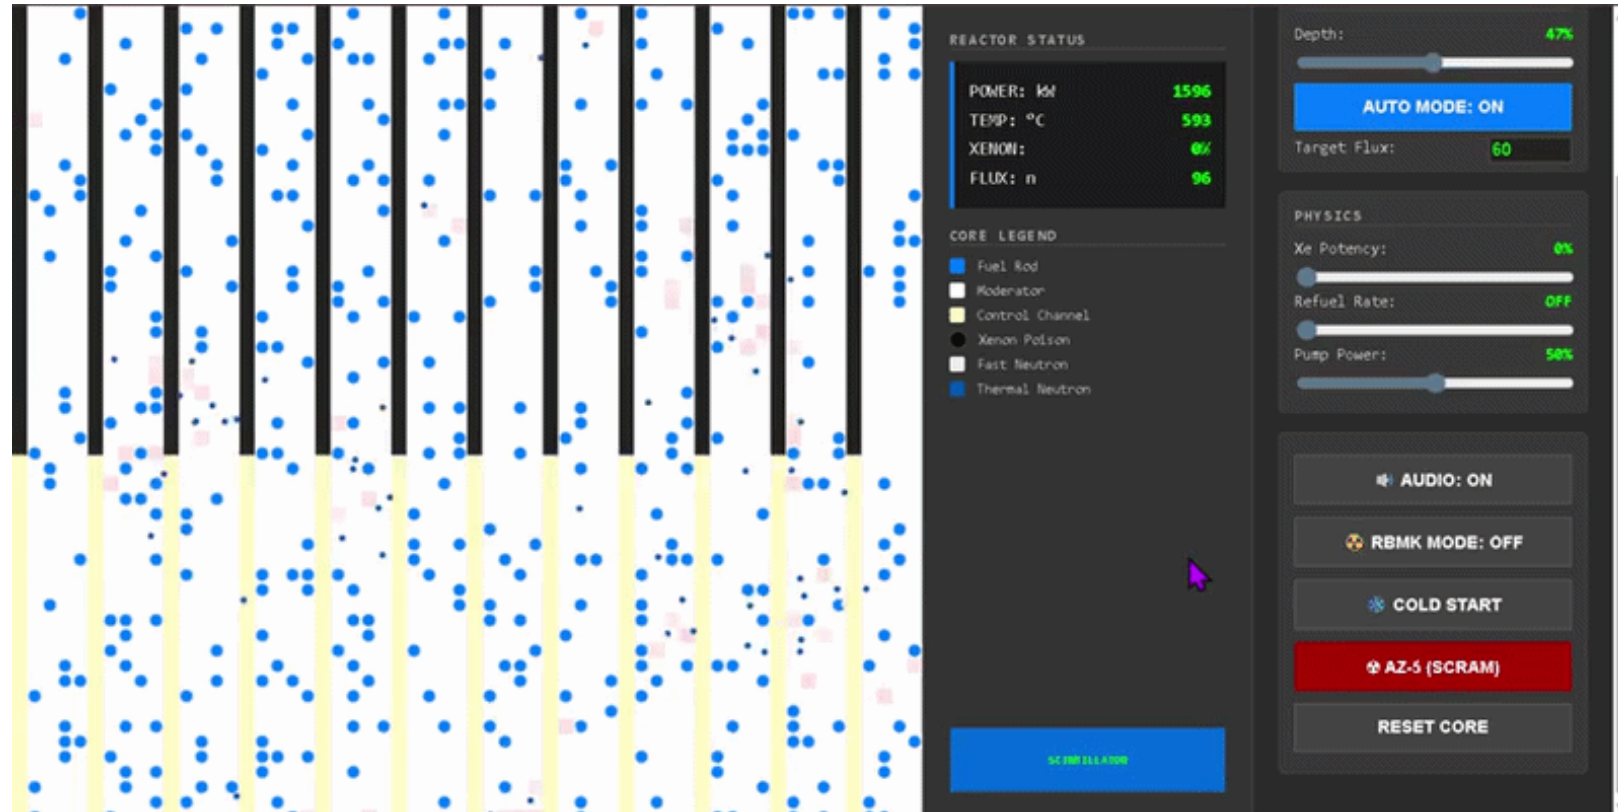 REACTOR STATUS
POWER: kW 1596
TEMP: °C 593
XENON: 0%
FLUX: n 96
CORE LEGEND
Fuel Rod
Moderator
Control Channel
Xenon Poison
Fast Neutron
Thermal Neutron
SCINTILLATOR
Depth: 47%
AUTO MODE: ON
Target Flux: 60
PHYSICS
Xe Potency: 0%
Refuel Rate: OFF
Pump Power: 50%
AUDIO: ON
RBMK MODE: OFF
COLD START
AZ-5 (SCRAM)
RESET CORE